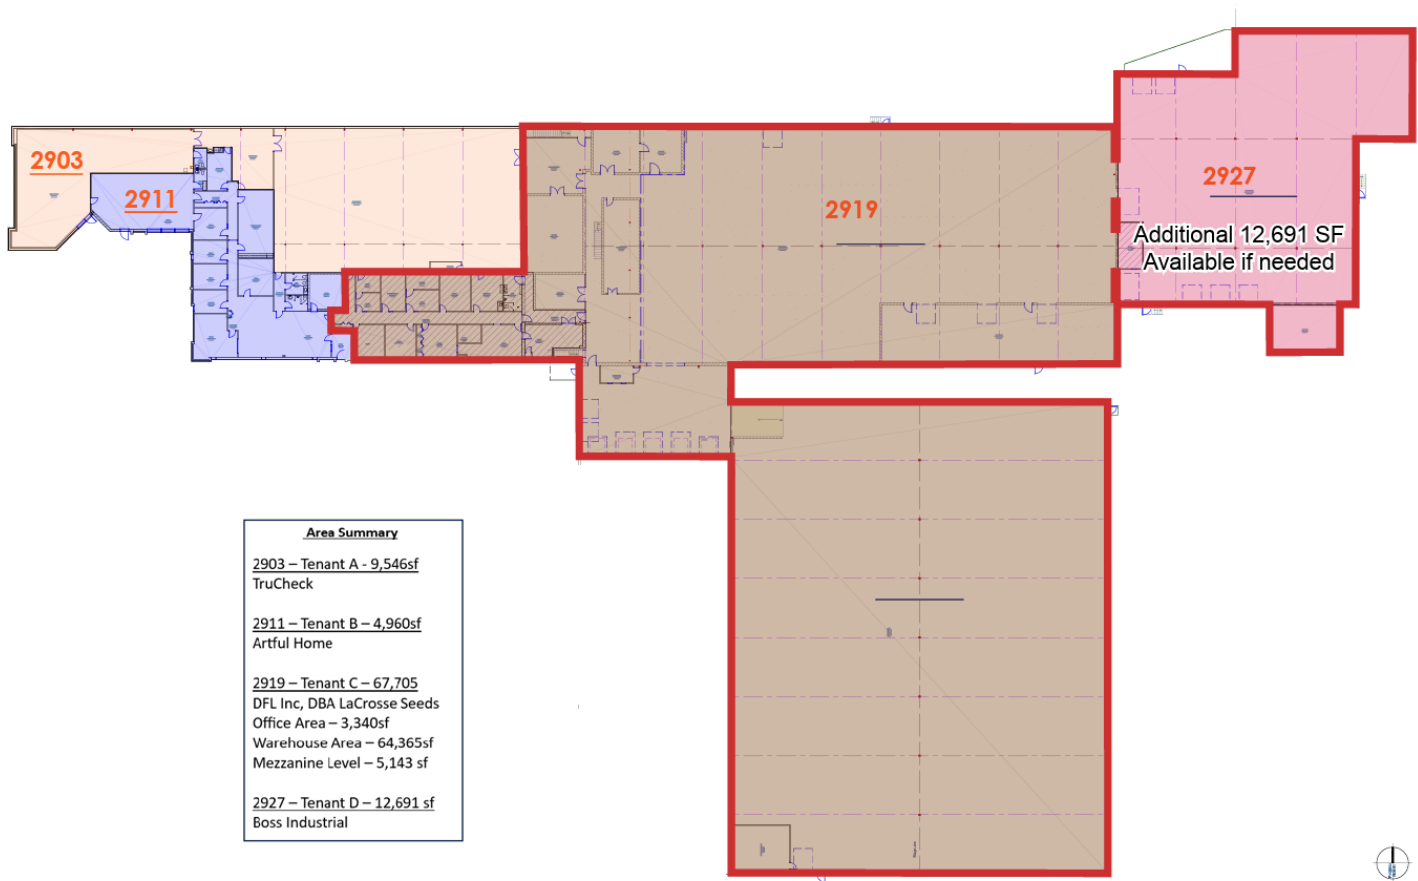 2903
2911
2919
2927
Additional 12,691 SF
Available if needed
Area Summary
2903 – Tenant A - 9,546sf
TruCheck
2911 – Tenant B – 4,960sf
Artful Home
2919 – Tenant C – 67,705
DFL Inc, DBA LaCrosse Seeds
Office Area – 3,340sf
Warehouse Area – 64,365sf
Mezzanine Level – 5,143 sf
2927 – Tenant D – 12,691 sf
Boss Industrial